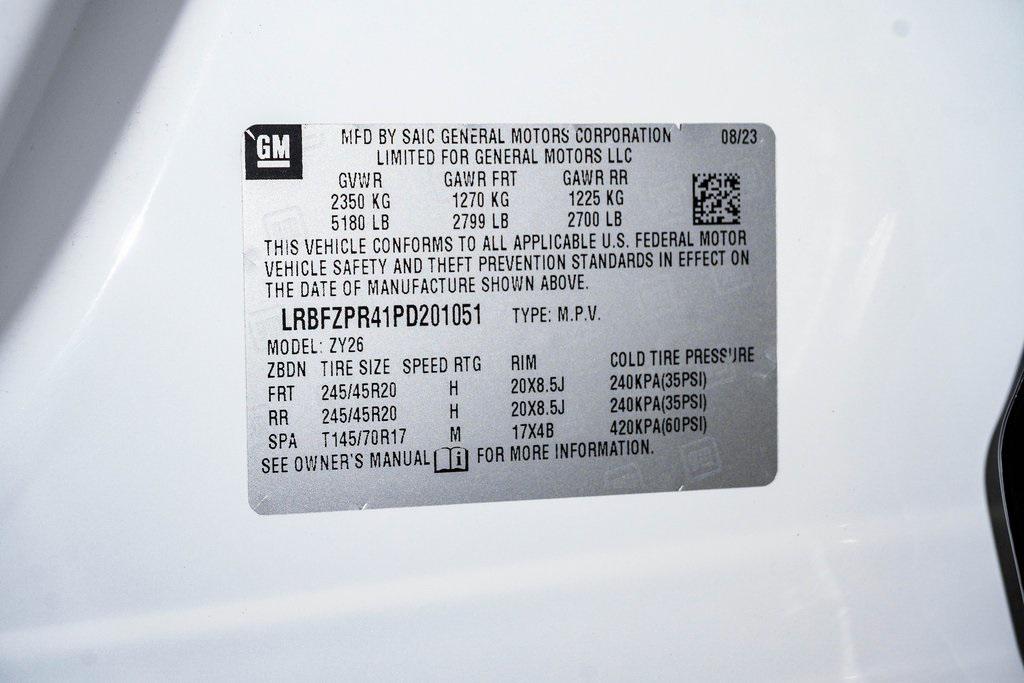 GM MFD BY SAIC GENERAL MOTORS CORPORATION 08/23
LIMITED FOR GENERAL MOTORS LLC
GVWR GAWR FRT GAWR RR
2350 KG 1270 KG 1225 KG
5180 LB 2799 LB 2700 LB
THIS VEHICLE CONFORMS TO ALL APPLICABLE U.S. FEDERAL MOTOR
VEHICLE SAFETY AND THEFT PREVENTION STANDARDS IN EFFECT ON
THE DATE OF MANUFACTURE SHOWN ABOVE.
LRBFZPR41PD201051 TYPE: M.P.V.
MODEL: ZY26
ZBDN TIRE SIZE SPEED RTG RIM COLD TIRE PRESSURE
FRT 245/45R20 H 20X8.5J 240KPA(35PSI)
RR 245/45R20 H 20X8.5J 240KPA(35PSI)
SPA T145/70R17 M 17X4B 420KPA(60PSI)
SEE OWNER'S MANUAL FOR MORE INFORMATION.